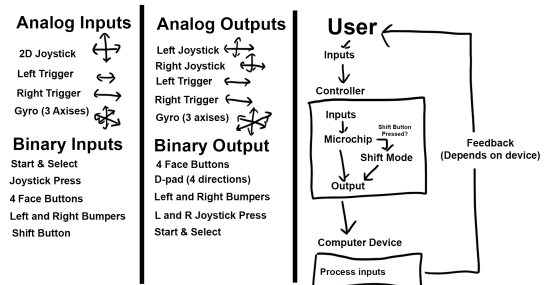 Analog Inputs
2D Joystick
Left Trigger
Right Trigger
Gyro (3 Axises)
Binary Inputs
Start & Select
Joystick Press
4 Face Buttons
Left and Right Bumpers
Shift Button
Analog Outputs
Left Joystick
Right Joystick
Left Trigger
Right Trigger
Gyro (3 axises)
Binary Output
4 Face Buttons
D-pad (4 directions)
Left and Right Bumpers
L and R Joystick Press
Start & Select
User
Inputs
Controller
Inputs
Shift Button
Pressed?
Microchip
Shift Mode
Output
Computer Device
Process inputs
Feedback
(Depends on device)